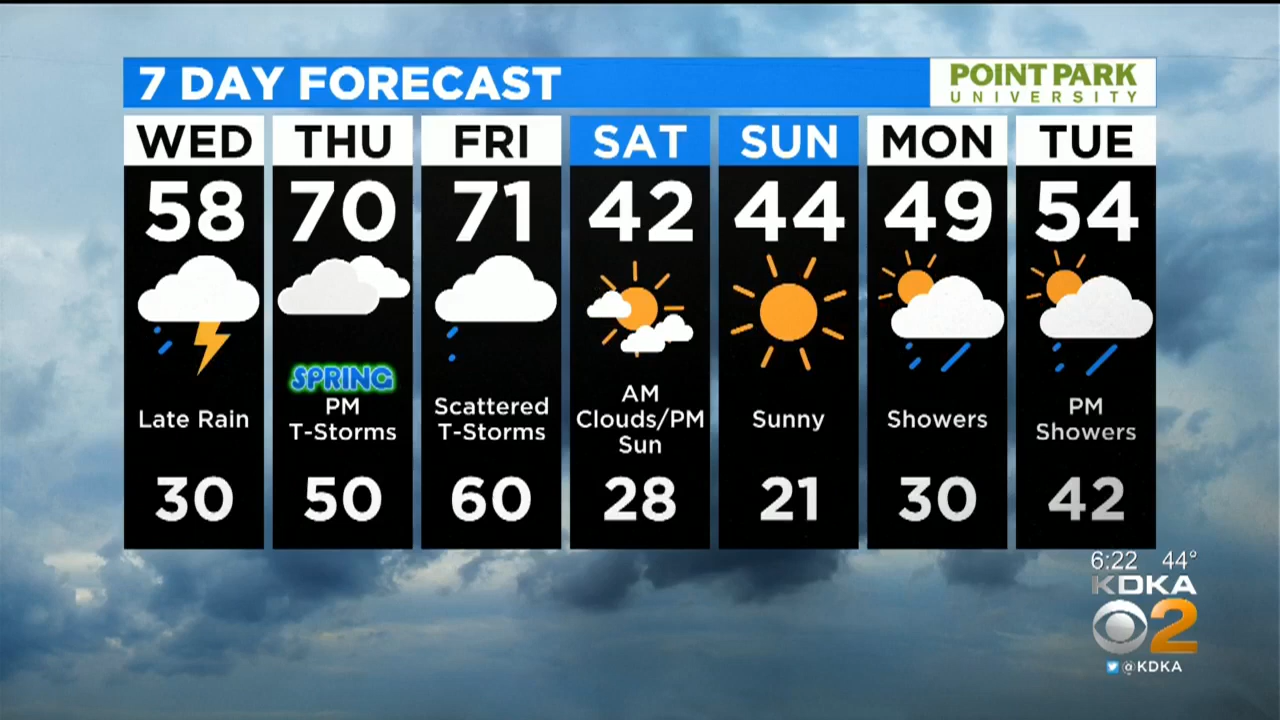 7 DAY FORECAST
POINT PARK
UNIVERSITY
WED THU FRI SAT SUN MON TUE
58 70 71 42 44 49 54
SPRING
Late Rain
PM
T-Storms
Scattered
T-Storms
AM
Clouds/PM
Sun
Sunny
Showers
PM
Showers
30 50 60 28 21 30 42
6:22 44°
KDKA
2
@KDKA